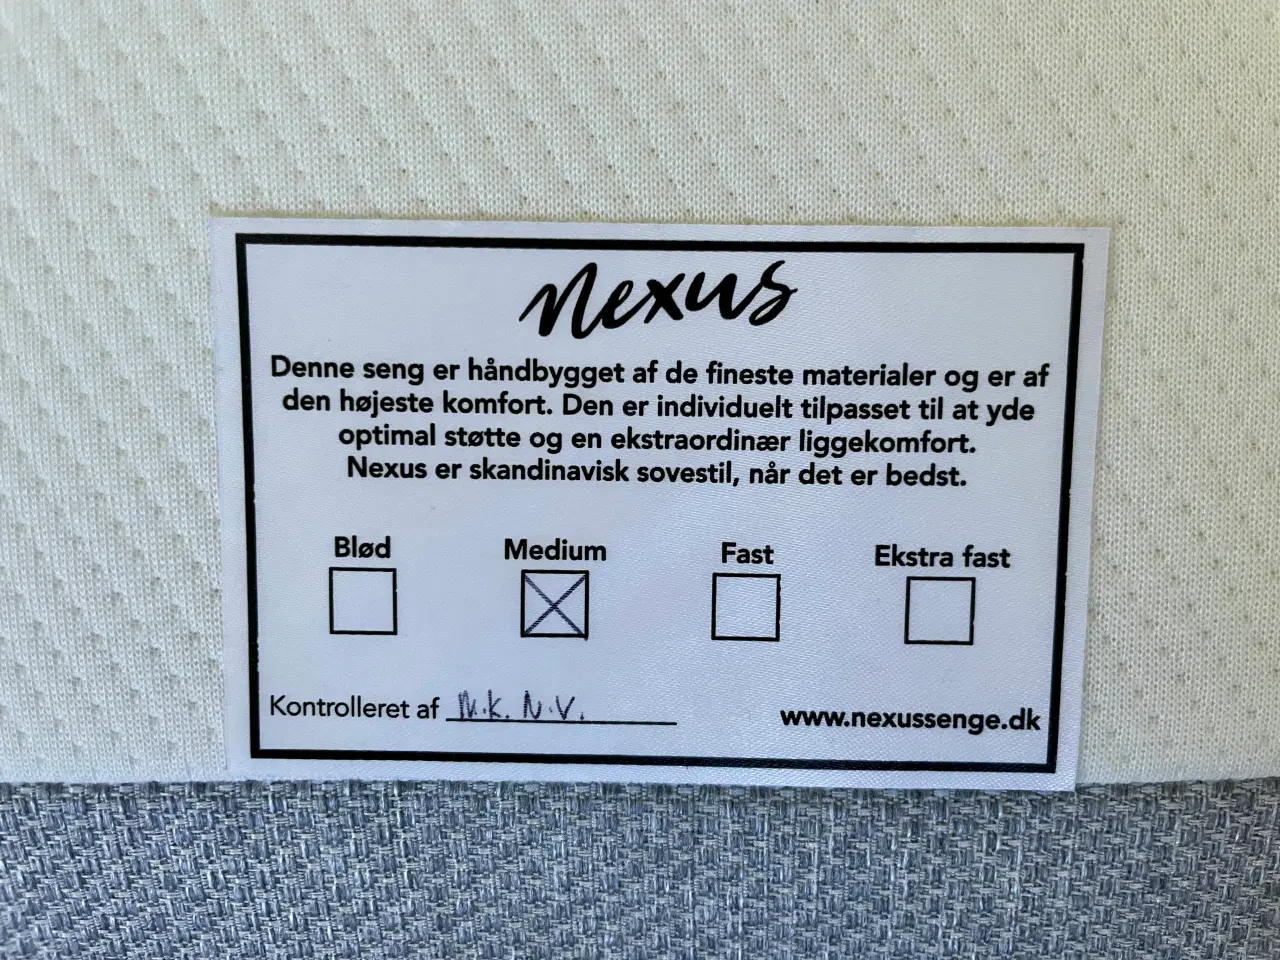 nexus
Denne seng er håndbygget af de fineste materialer og er af
den højeste komfort. Den er individuelt tilpasset til at yde
optimal støtte og en ekstraordinær liggekomfort.
Nexus er skandinavisk sovestil, når det er bedst.
Blød Medium Fast Ekstra fast
Kontrolleret af M.K. N.V. www.nexussenge.dk